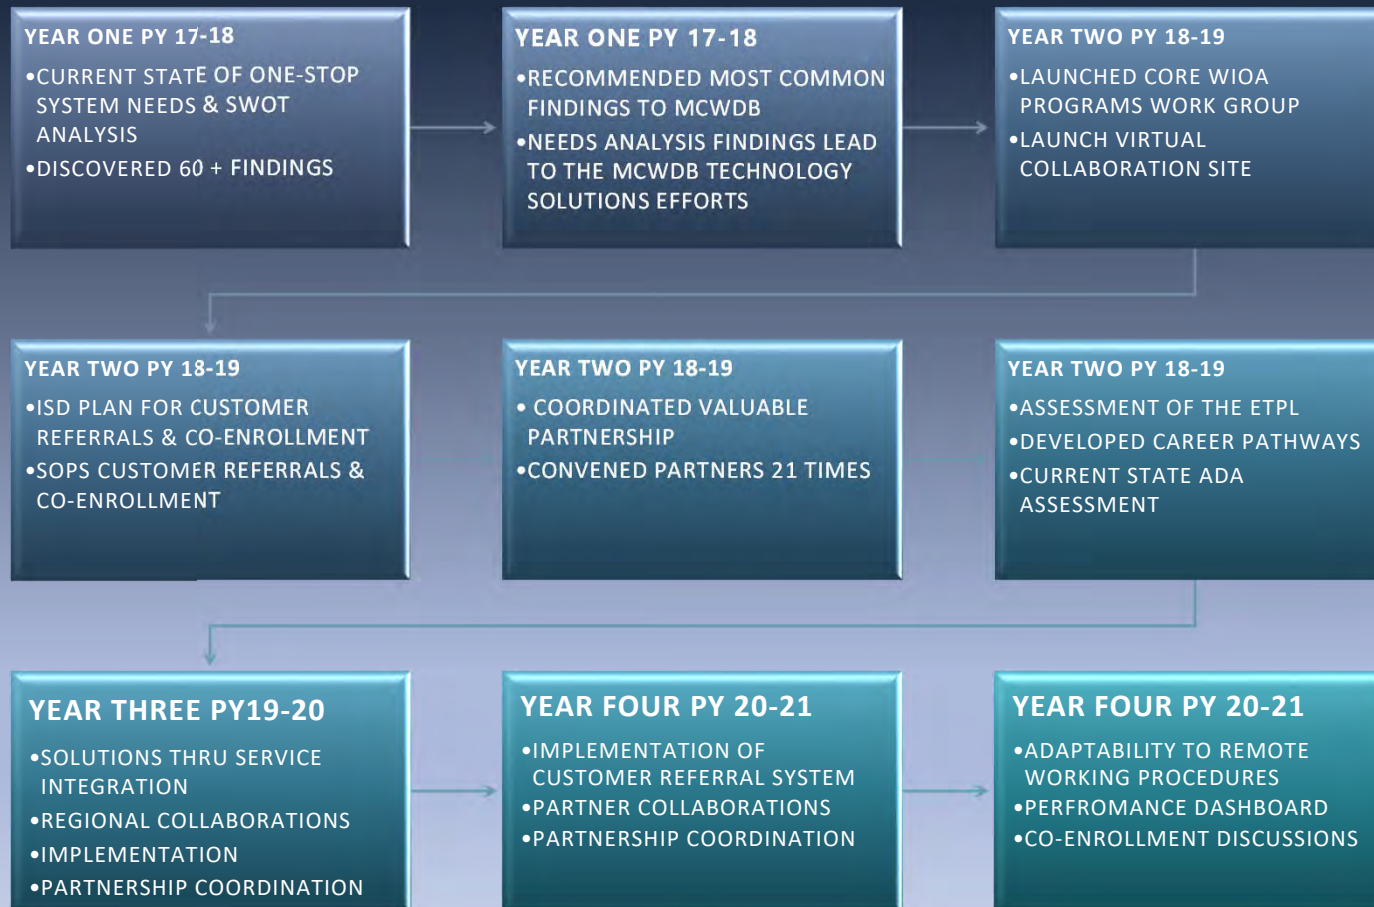 YEAR ONE PY 17-18
•CURRENT STATE OF ONE-STOP
SYSTEM NEEDS & SWOT
ANALYSIS
•DISCOVERED 60 + FINDINGS
YEAR ONE PY 17-18
•RECOMMENDED MOST COMMON
FINDINGS TO MCWDB
•NEEDS ANALYSIS FINDINGS LEAD
TO THE MCWDB TECHNOLOGY
SOLUTIONS EFFORTS
YEAR TWO PY 18-19
•LAUNCHED CORE WIOA
PROGRAMS WORK GROUP
•LAUNCH VIRTUAL
COLLABORATION SITE
YEAR TWO PY 18-19
•ISD PLAN FOR CUSTOMER
REFERRALS & CO-ENROLLMENT
•SOPS CUSTOMER REFERRALS &
CO-ENROLLMENT
YEAR TWO PY 18-19
• COORDINATED VALUABLE
PARTNERSHIP
•CONVENED PARTNERS 21 TIMES
YEAR TWO PY 18-19
•ASSESSMENT OF THE ETPL
•DEVELOPED CAREER PATHWAYS
•CURRENT STATE ADA
ASSESSMENT
YEAR THREE PY19-20
•SOLUTIONS THRU SERVICE
INTEGRATION
•REGIONAL COLLABORATIONS
•IMPLEMENTATION
•PARTNERSHIP COORDINATION
YEAR FOUR PY 20-21
•IMPLEMENTATION OF
CUSTOMER REFERRAL SYSTEM
•PARTNER COLLABORATIONS
•PARTNERSHIP COORDINATION
YEAR FOUR PY 20-21
•ADAPTABILITY TO REMOTE
WORKING PROCEDURES
•PERFROMANCE DASHBOARD
•CO-ENROLLMENT DISCUSSIONS